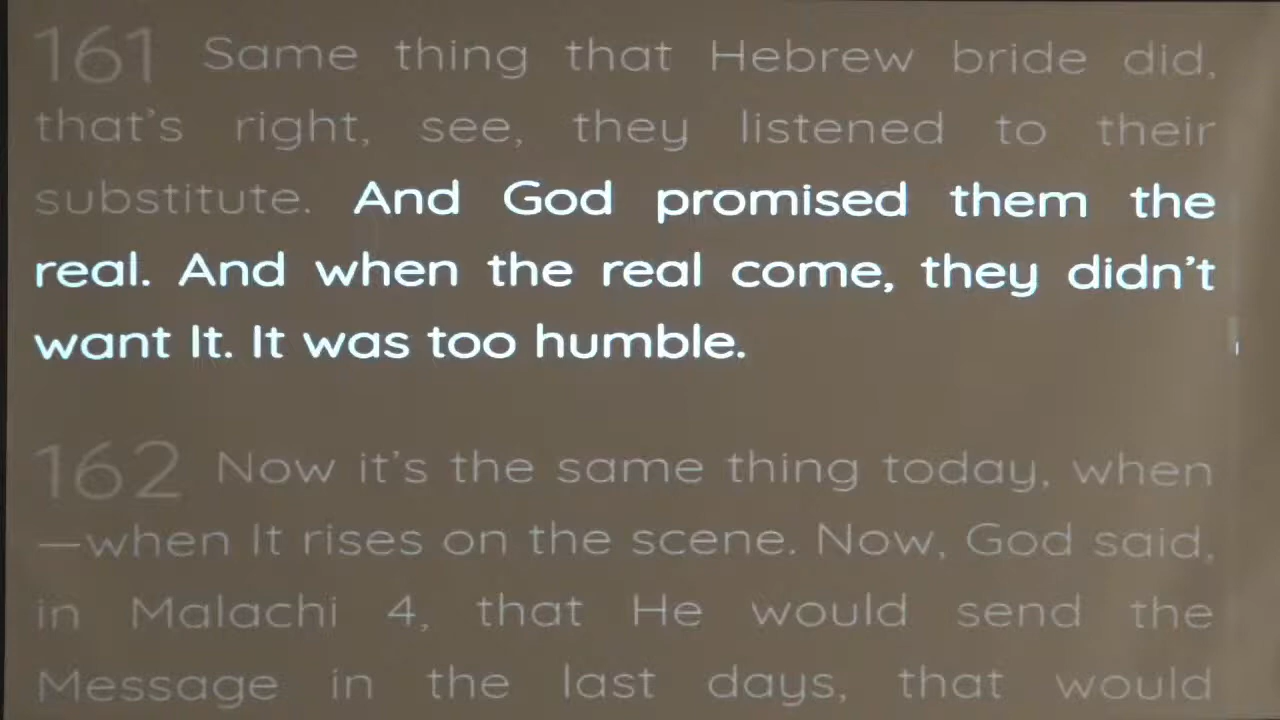 161 Same thing that Hebrew bride did,
that's right, see, they listened to their
substitute. And God promised them the
real. And when the real come, they didn't
want It. It was too humble.
162 Now it's the same thing today, when
—when It rises on the scene. Now, God said,
in Malachi 4, that He would send the
Message in the last days, that would